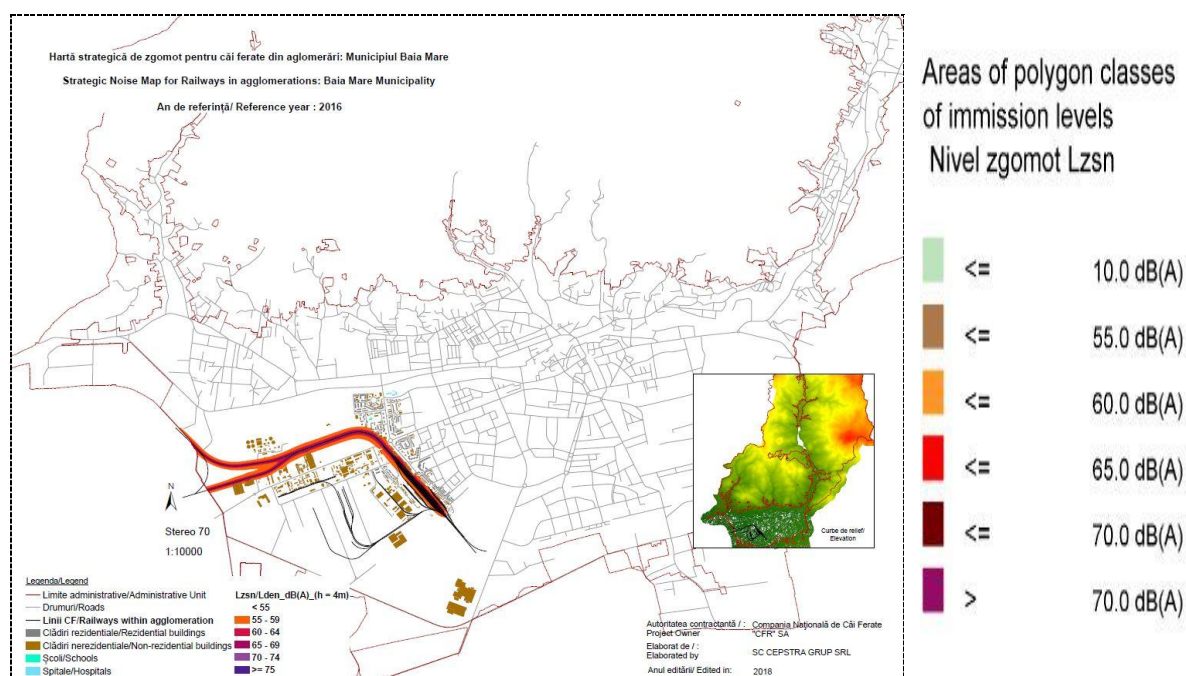 Hartă strategică de zgomot pentru căi ferate din aglomerări: Municipiul Baia Mare
Strategic Noise Map for Railways in agglomerations: Baia Mare Municipality
An de referință/ Reference year : 2016
N
Stereo 70
1:10000
Legenda/Legend
Limite administrative/Administrative Unit
Drumuri/Roads
Linii CF/Railways within agglomeration
Clădiri rezidentiale/Rezidential buildings
Clădiri nerezidentiale/Non-rezidential buildings
Școli/Schools
Spitale/Hospitals
Lzsn/Lden_dB(A)_(h = 4m)
< 55
55 - 59
60 - 64
65 - 69
70 - 74
>= 75
Curbe de relief/
Elevation
Autoritatea contractantă / : Compania Națională de Căi Ferate
Project Owner "CFR" SA
Elaborat de / :
Elaborated by SC CEPSTRA GRUP SRL
Anul editării/ Edited in: 2018
Areas of polygon classes
of immission levels
Nivel zgomot Lzsn
<= 10.0 dB(A)
<= 55.0 dB(A)
<= 60.0 dB(A)
<= 65.0 dB(A)
<= 70.0 dB(A)
> 70.0 dB(A)